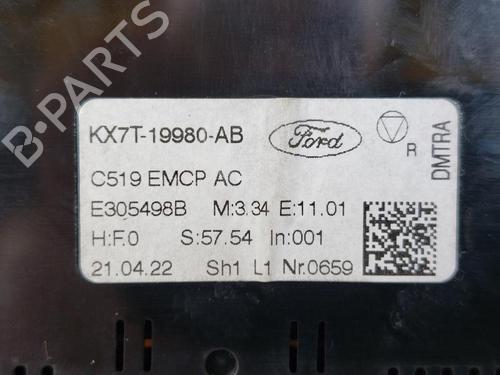 B-PARTS
KX7T-19980-AB
Ford
R
DMTRA
C519 EMCP AC
E305498B M:3.34 E:11.01
H:F.0 S:57.54 In:001
21.04.22 Sh1 L1 Nr.0659